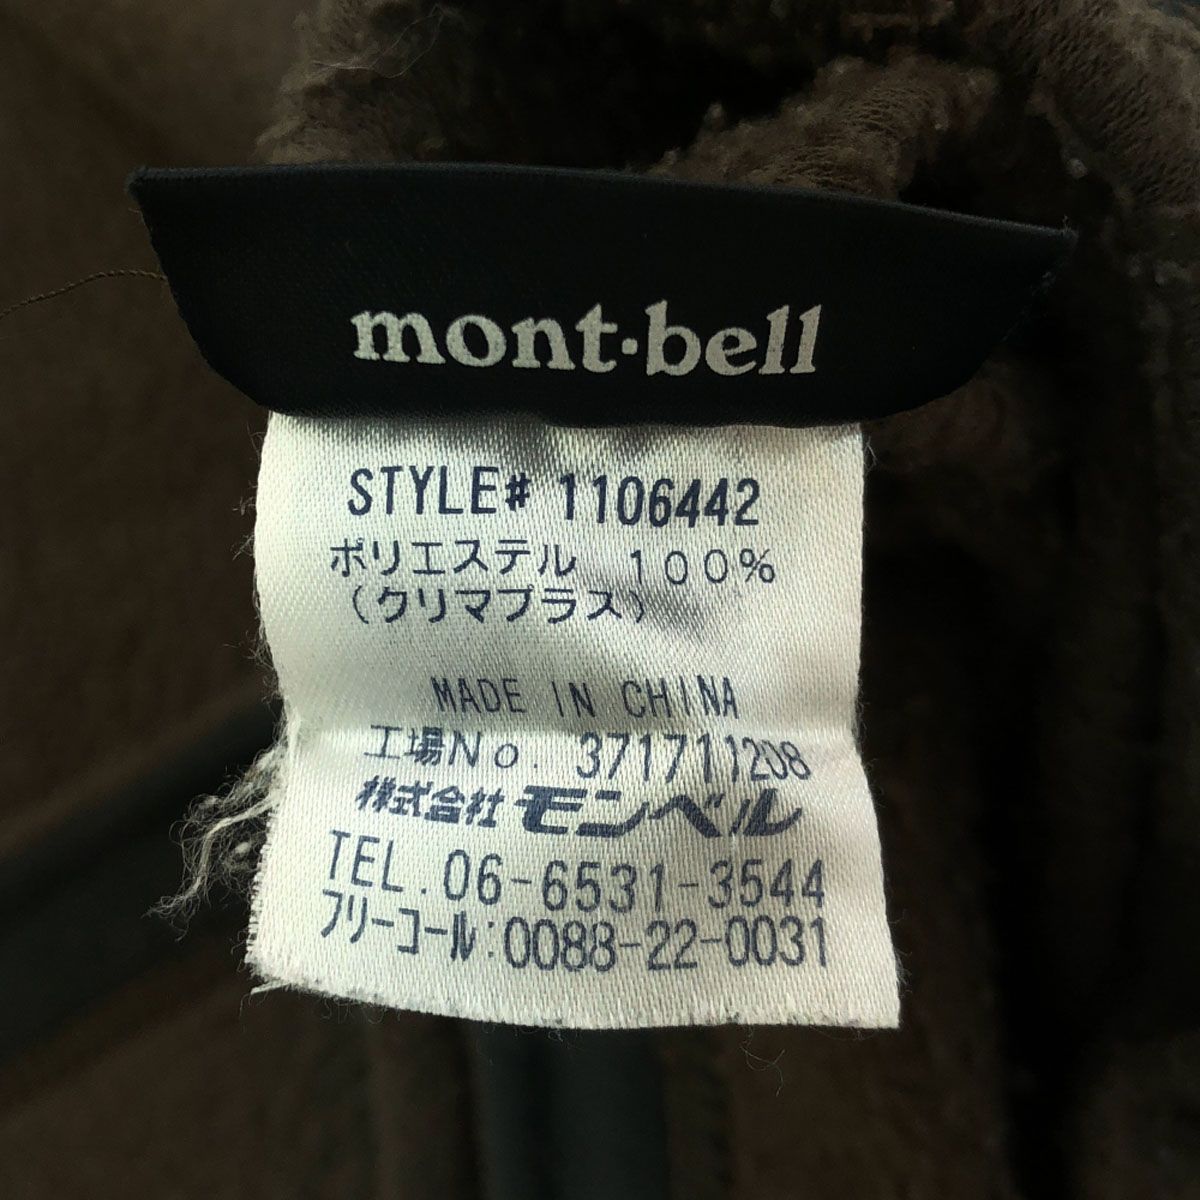 mont·bell
STYLE# 1106442
ポリエステル 100%
（クリマプラス）
MADE IN CHINA
工場No. 371711208
株式会社モンベル
TEL. 06-6531-3544
フリーコール:0088-22-0031